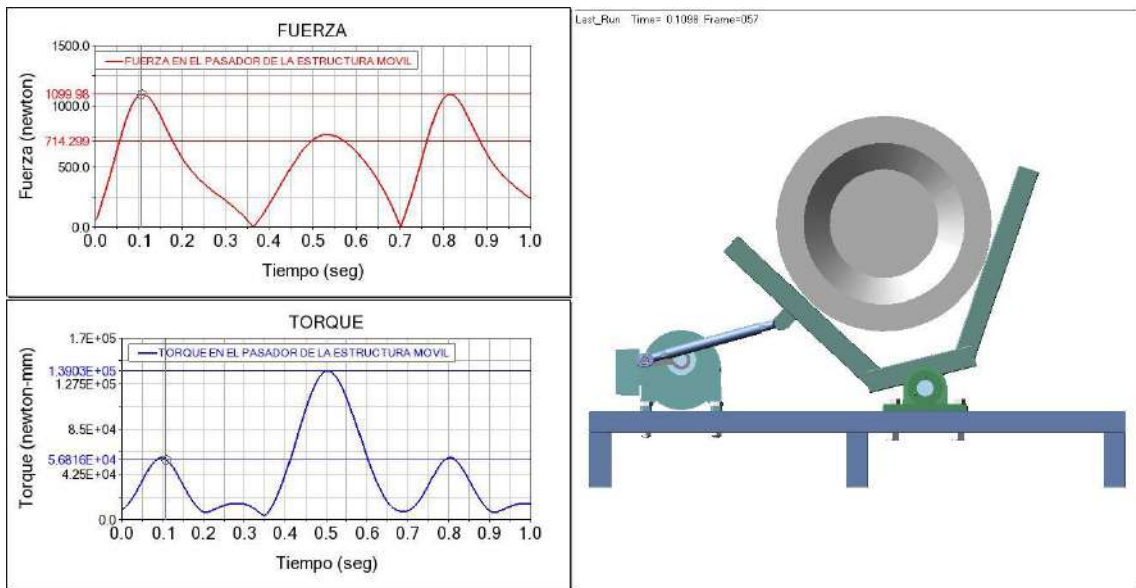 FUERZA
1500.0
FUERZA EN EL PASADOR DE LA ESTRUCTURA MOVIL
1099.98
1000.0
714.299
500.0
0.0
0.0 0.1 0.2 0.3 0.4 0.5 0.6 0.7 0.8 0.9 1.0
Fuerza (newton)
Tiempo (seg)
TORQUE
1.7E+05
TORQUE EN EL PASADOR DE LA ESTRUCTURA MOVIL
1.3903E+05
1275E+05
8.5E+04
5.6816E+04
4.25E+04
0.0
0.0 0.1 0.2 0.3 0.4 0.5 0.6 0.7 0.8 0.9 1.0
Torque (newton-mm)
Tiempo (seg)
Last_Run Time= 0.1098 Frame=057